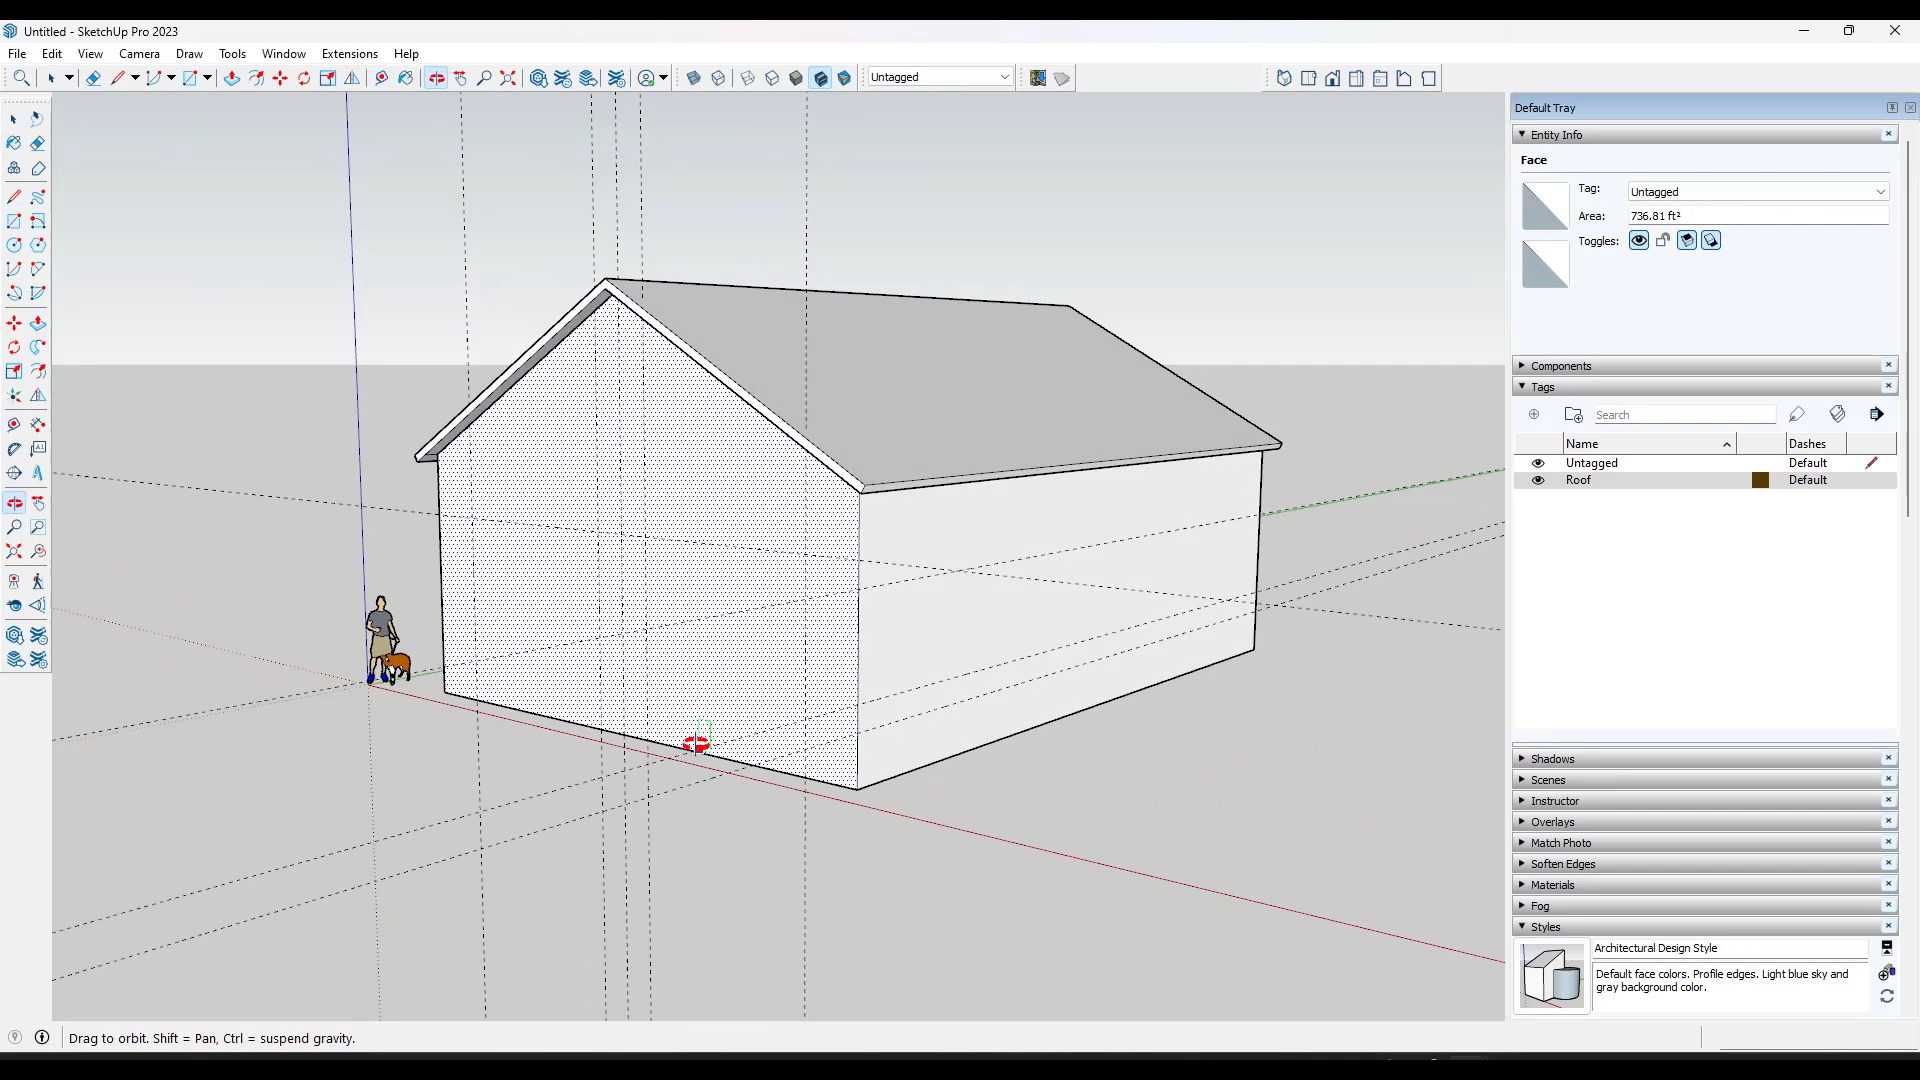 Untitled - SketchUp Pro 2023
File Edit View Camera Draw Tools Window Extensions Help
Untagged
Default Tray
Entity Info
Face
Tag: Untagged
Area: 736.81 ft²
Toggles:
Components
Tags
Search
Name Dashes
Untagged Default
Roof Default
Shadows
Scenes
Instructor
Overlays
Match Photo
Soften Edges
Materials
Fog
Styles
Architectural Design Style
Default face colors. Profile edges. Light blue sky and
gray background color.
Drag to orbit. Shift = Pan, Ctrl = suspend gravity.